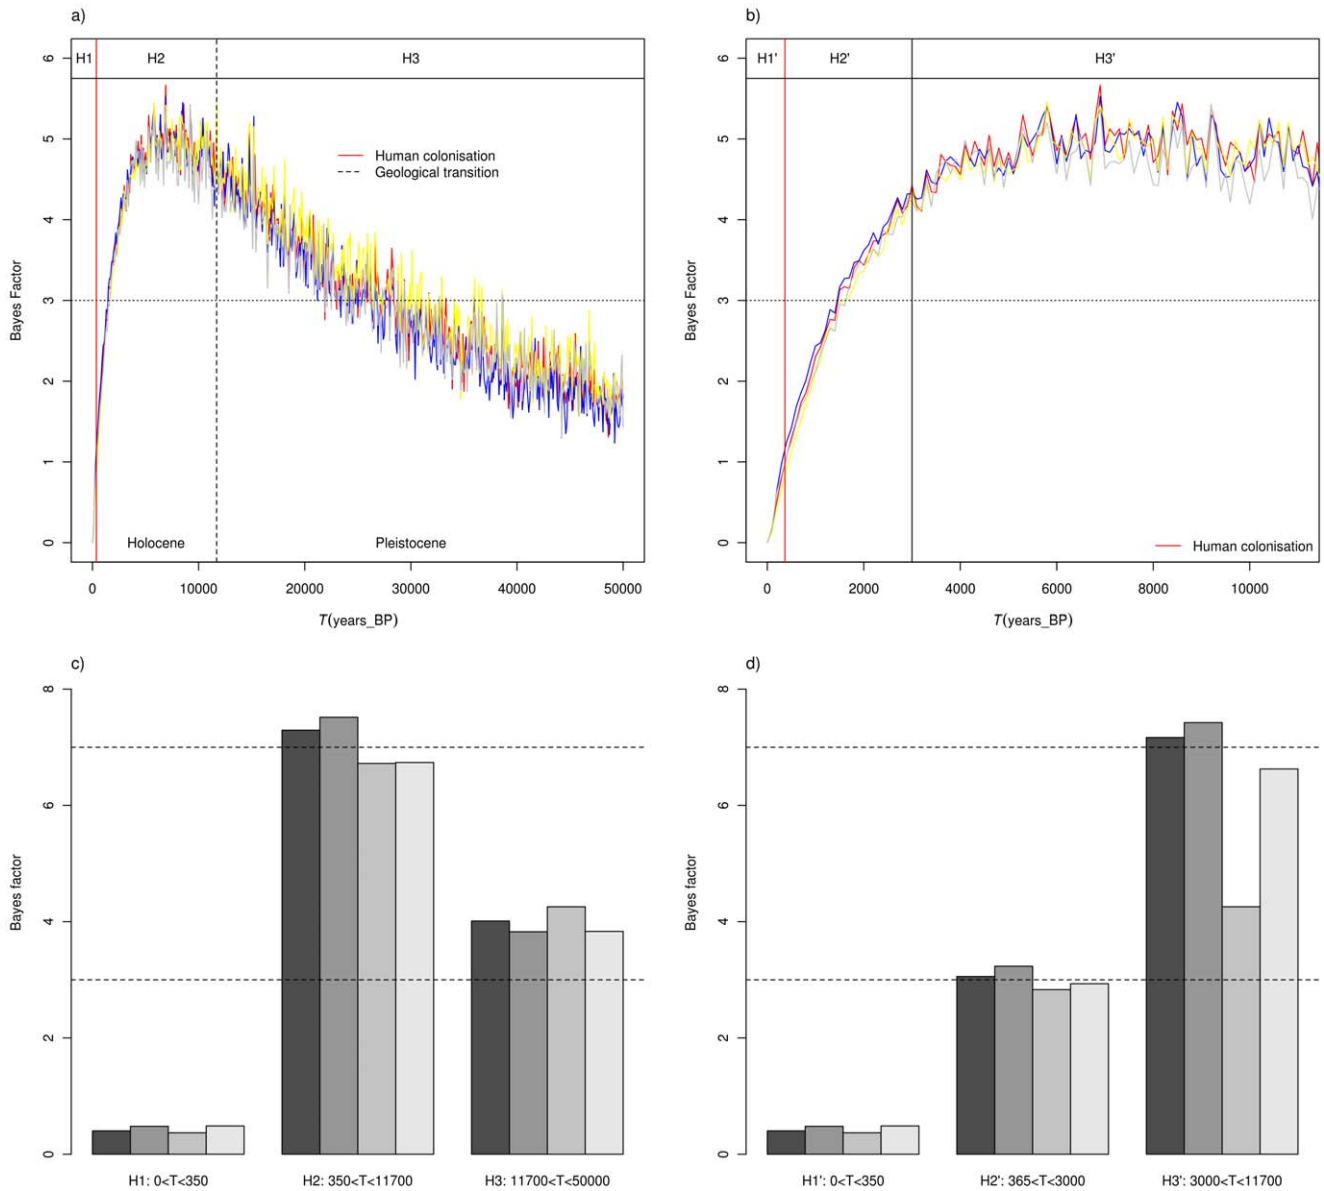 a)
H1 H2 H3
6
5
4
3
2
1
0
Bayes Factor
Human colonisation
Geological transition
Holocene Pleistocene
0 10000 20000 30000 40000 50000
T(years_BP)
b)
H1' H2' H3'
6
5
4
3
2
1
0
Bayes Factor
Human colonisation
0 2000 4000 6000 8000 10000
T(years_BP)
c)
8
6
4
2
0
Bayes factor
H1: 0<T<350 H2: 350<T<11700 H3: 11700<T<50000
d)
8
6
4
2
0
Bayes factor
H1': 0<T<350 H2': 365<T<3000 H3': 3000<T<11700